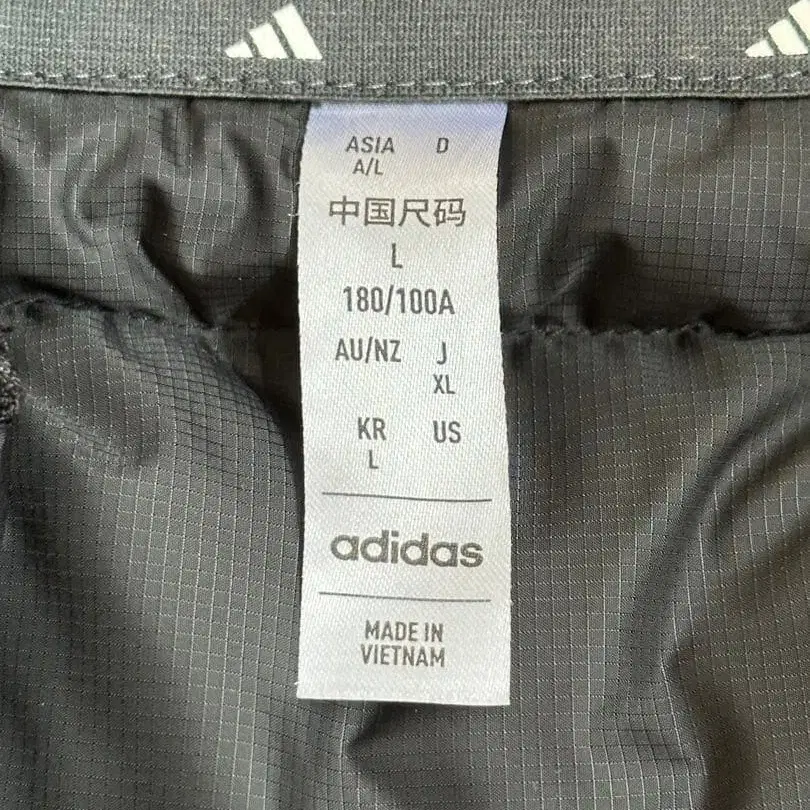 ASIA D
A/L
中国尺码
L
180/100A
AU/NZ J
XL
KR US
L
adidas
MADE IN
VIETNAM